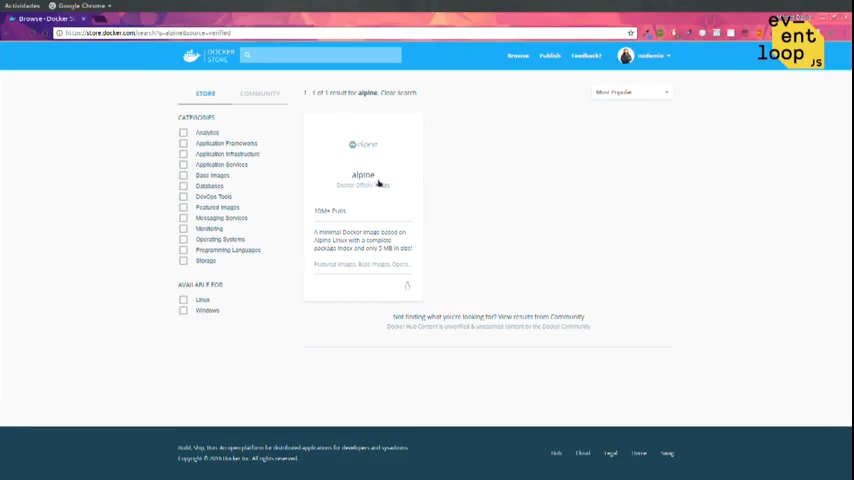 Actividades
Google Chrome
Browse - Docker St
https://store.docker.com/search?q=alpine&source=verified
ev
ent
loop
JS
DOCKER
STORE
Browse
Publish
Feedback?
STORE
COMMUNITY
1 - 1 of 1 result for alpine. Clear search.
Most Popular
CATEGORIES
Analytics
Application Frameworks
Application Infrastructure
Application Services
Base Images
Databases
DevOps Tools
Featured Images
Messaging Services
Monitoring
Operating Systems
Programming Languages
Storage
AVAILABLE FOR
Linux
Windows
alpine
alpine
Docker Official Images
10M+ Pulls
A minimal Docker image based on
Alpine Linux with a complete
package index and only 5 MB in size!
Featured Images, Base Images, Opera...
Not finding what you're looking for? View results from Community
Docker Hub Content is unverified & unscanned content by the Docker Community
Build, Ship, Run. An open platform for distributed applications for developers and sysadmins
Copyright © 2016 Docker Inc. All rights reserved.
Hub
Cloud
Legal
Home
Swag